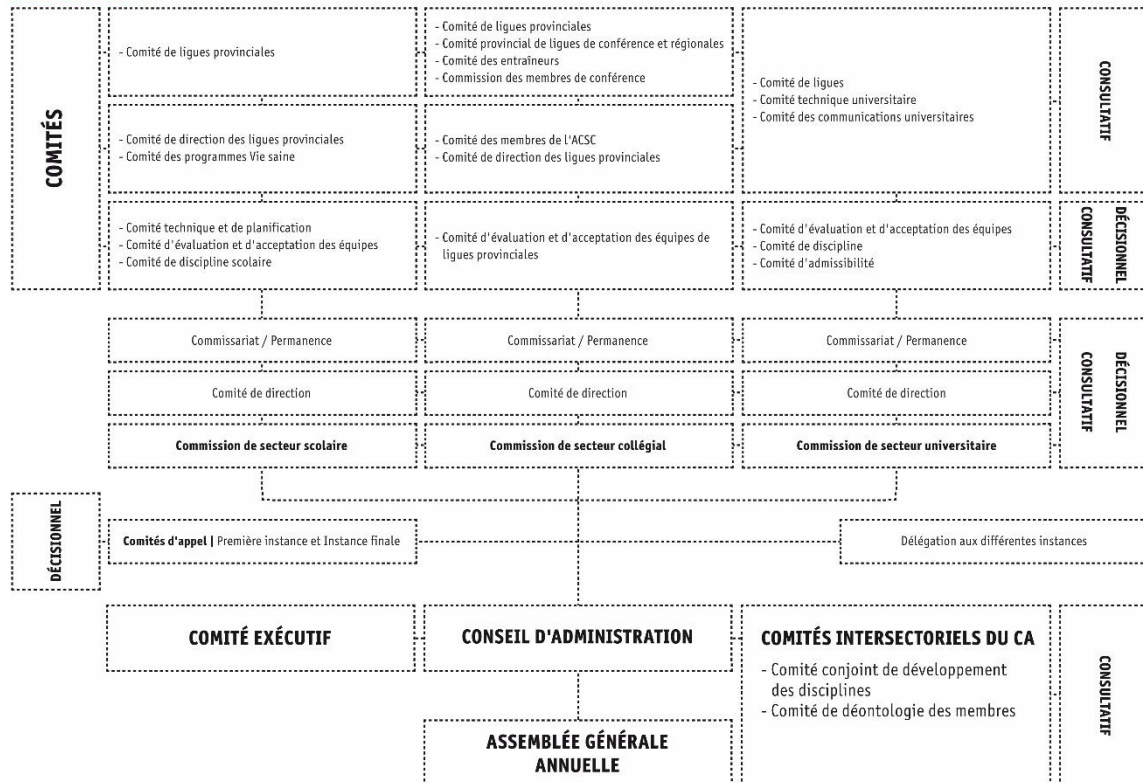 COMITÉS
- Comité de ligues provinciales
- Comité de ligues provinciales
- Comité provincial de ligues de conférence et régionales
- Comité des entraîneurs
- Commission des membres de conférence
- Comité de ligues
- Comité technique universitaire
- Comité des communications universitaires
CONSULTATIF
- Comité de direction des ligues provinciales
- Comité des programmes Vie saine
- Comité des membres de l'ACSC
- Comité de direction des ligues provinciales
- Comité technique et de planification
- Comité d'évaluation et d'acceptation des équipes
- Comité de discipline scolaire
- Comité d'évaluation et d'acceptation des équipes de
ligues provinciales
- Comité d'évaluation et d'acceptation des équipes
- Comité de discipline
- Comité d'admissibilité
DÉCISIONNEL
CONSULTATIF
Commissariat / Permanence
Commissariat / Permanence
Commissariat / Permanence
Comité de direction
Comité de direction
Comité de direction
Commission de secteur scolaire
Commission de secteur collégial
Commission de secteur universitaire
DÉCISIONNEL
CONSULTATIF
DÉCISIONNEL
Comités d'appel | Première instance et Instance finale
Délégation aux différentes instances
COMITÉ EXÉCUTIF
CONSEIL D'ADMINISTRATION
COMITÉS INTERSECTORIELS DU CA
- Comité conjoint de développement
des disciplines
- Comité de déontologie des membres
CONSULTATIF
ASSEMBLÉE GÉNÉRALE
ANNUELLE